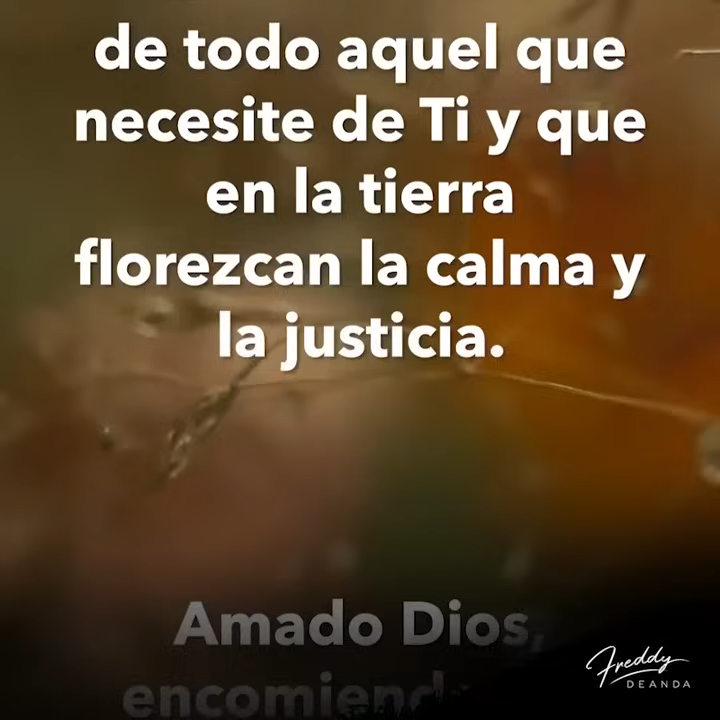 de todo aquel que
necesite de Ti y que
en la tierra
florezcan la calma y
la justicia.
Amado Dios,
Freddy
DEANDA